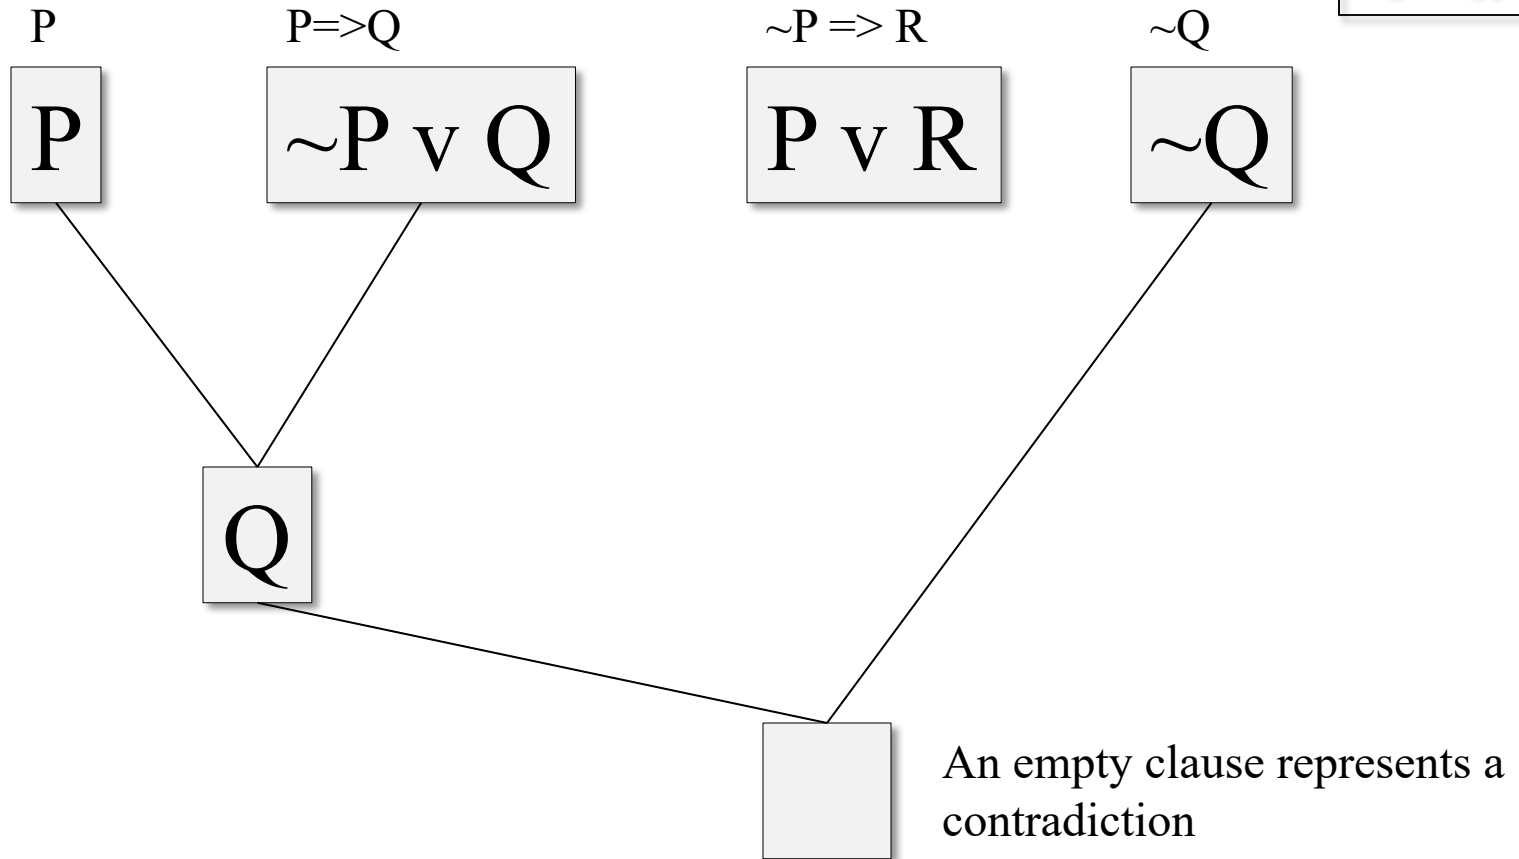 P
P=>Q
~P => R
~Q
P
~P v Q
P v R
~Q
Q
An empty clause represents a
contradiction